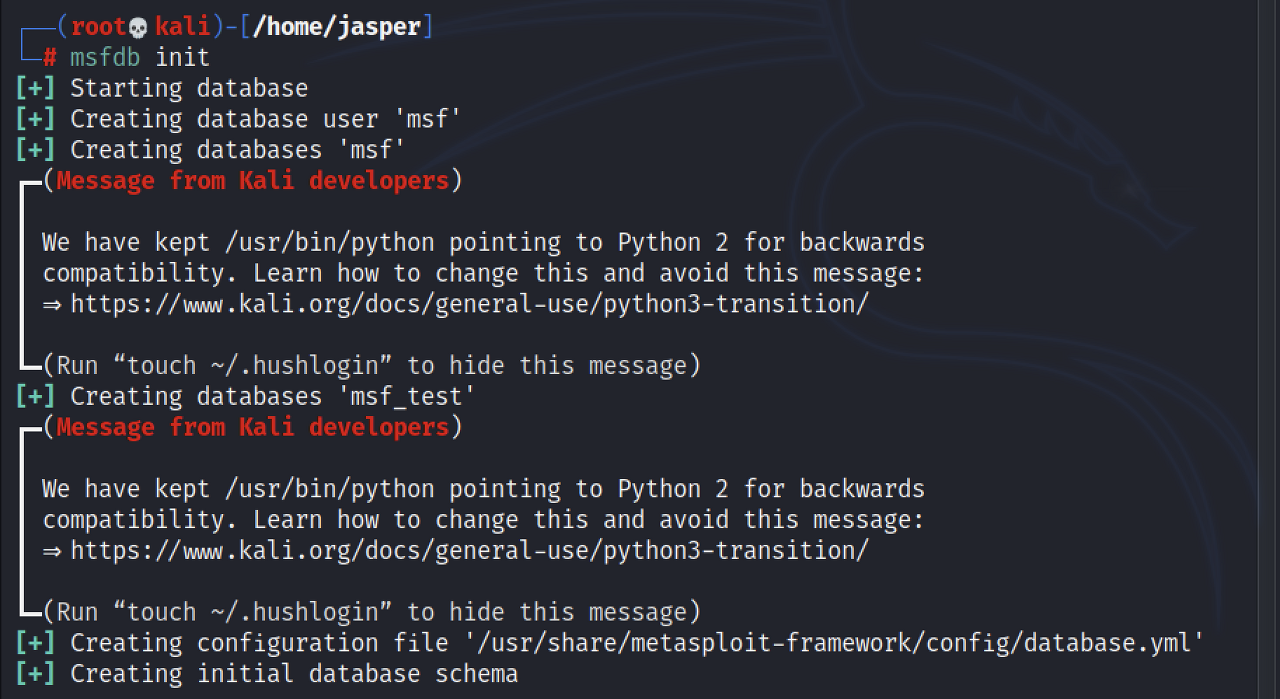 (root💀kali)-[/home/jasper]
# msfdb init
[+] Starting database
[+] Creating database user 'msf'
[+] Creating databases 'msf'
(Message from Kali developers)
We have kept /usr/bin/python pointing to Python 2 for backwards
compatibility. Learn how to change this and avoid this message:
⇒ https://www.kali.org/docs/general-use/python3-transition/
(Run “touch ~/.hushlogin” to hide this message)
[+] Creating databases 'msf_test'
(Message from Kali developers)
We have kept /usr/bin/python pointing to Python 2 for backwards
compatibility. Learn how to change this and avoid this message:
⇒ https://www.kali.org/docs/general-use/python3-transition/
(Run “touch ~/.hushlogin” to hide this message)
[+] Creating configuration file '/usr/share/metasploit-framework/config/database.yml'
[+] Creating initial database schema